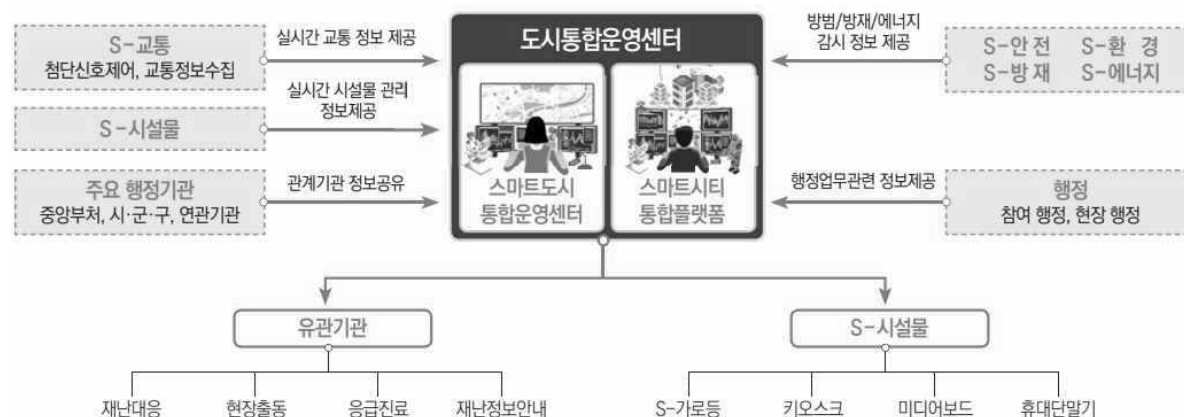 S-교통
첨단신호제어, 교통정보수집
실시간 교통 정보 제공
S-시설물
실시간 시설물 관리
정보제공
주요 행정기관
중앙부처, 시·군·구, 연관기관
관계기관 정보공유
도시통합운영센터
스마트도시
통합운영센터
스마트시티
통합플랫폼
방범/방재/에너지
감시 정보 제공
S-안전 S-환 경
S-방재 S-에너지
행정업무관련 정보제공
행정
참여 행정, 현장 행정
유관기관
재난대응 현장출동 응급진료 재난정보안내
S-시설물
S-가로등 키오스크 미디어보드 휴대단말기